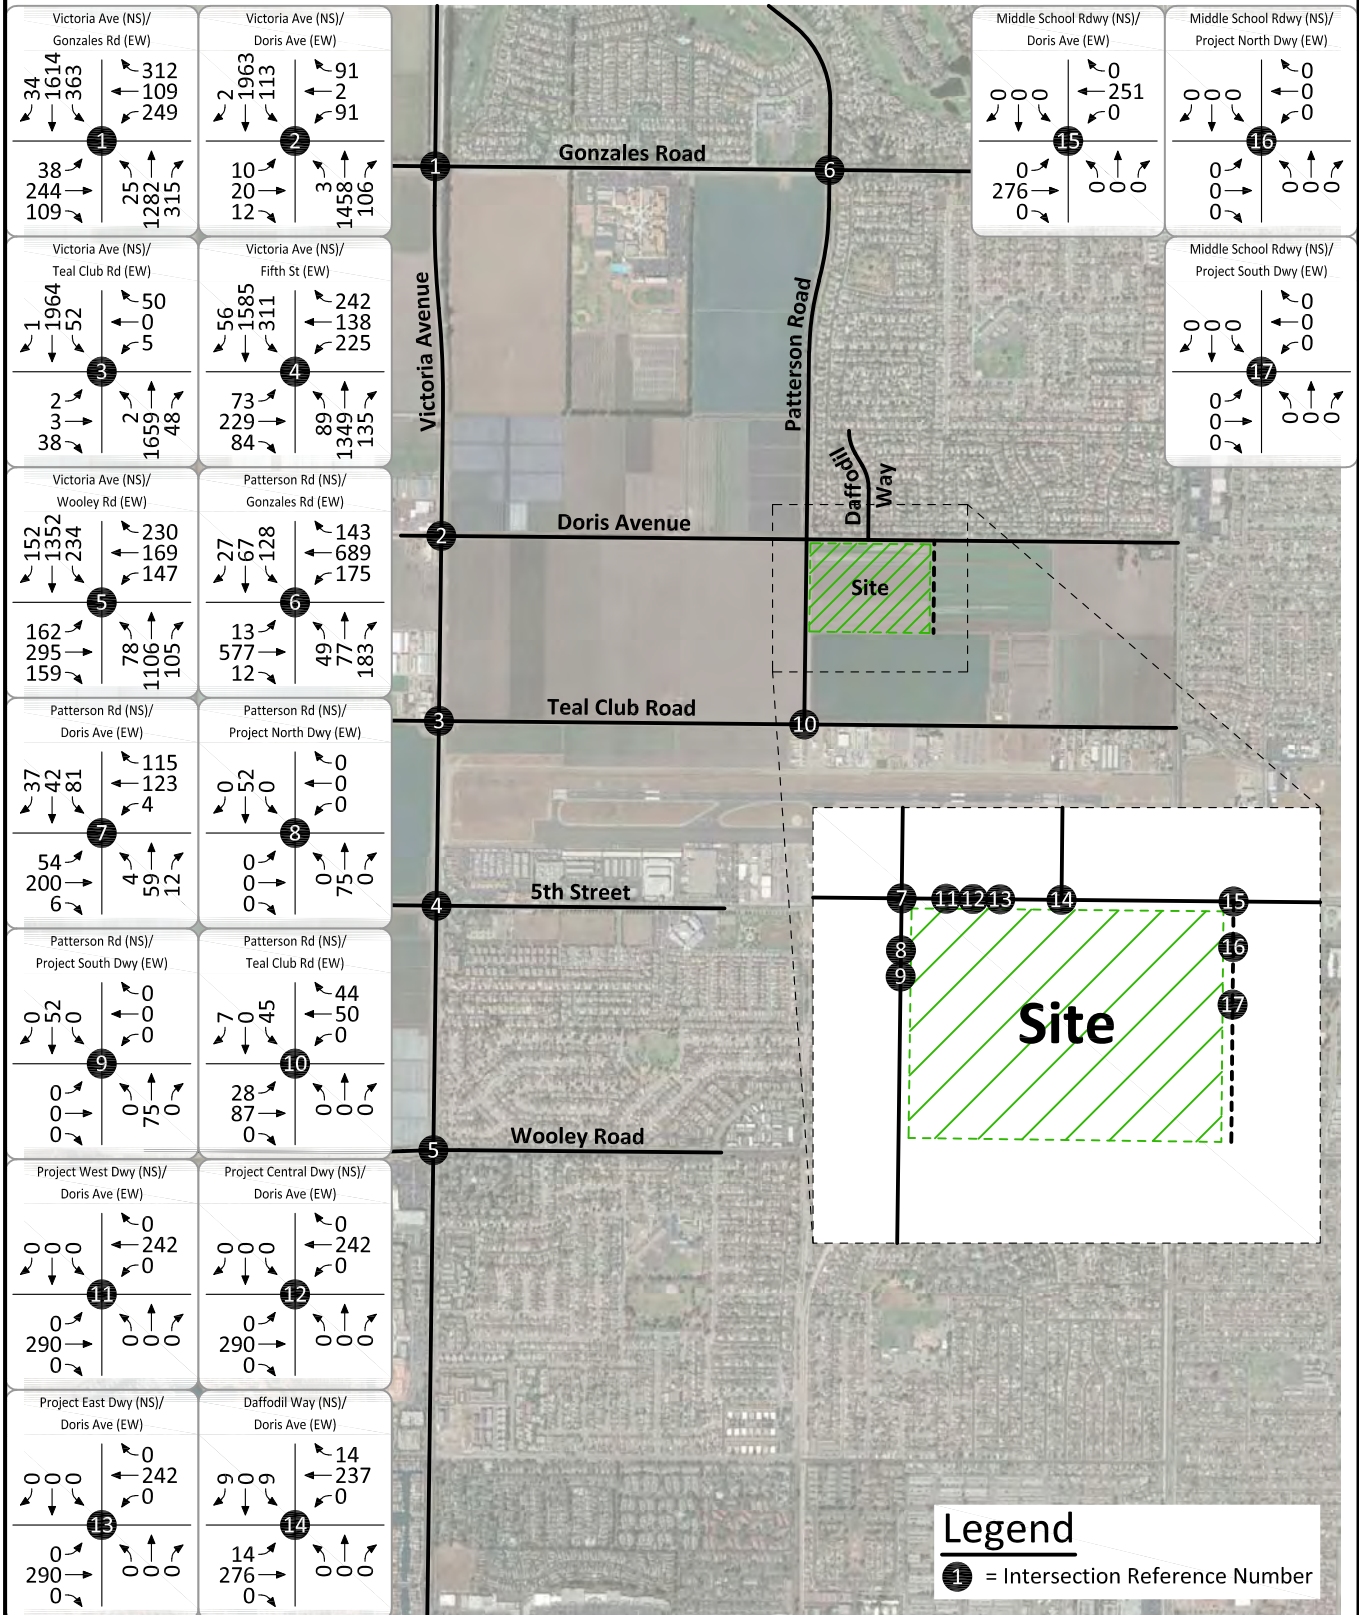 Victoria Ave (NS)/
Gonzales Rd (EW)
34 1614 363
312
109
249
1
38
244
109
25 1282 315
Victoria Ave (NS)/
Doris Ave (EW)
2 1963 113
91
2
91
2
10
20
12
3 1458 106
Victoria Ave (NS)/
Teal Club Rd (EW)
1 1964 52
50
0
5
3
2
3
38
2 1659 48
Victoria Ave (NS)/
Fifth St (EW)
56 1585 311
242
138
225
4
73
229
84
89 1349 135
Victoria Ave (NS)/
Wooley Rd (EW)
152 1352 234
230
169
147
5
162
295
159
78 1106 105
Patterson Rd (NS)/
Gonzales Rd (EW)
27 67 128
143
689
175
6
13
577
12
49 77 183
Patterson Rd (NS)/
Doris Ave (EW)
37 42 81
115
123
4
7
54
200
6
4 59 12
Patterson Rd (NS)/
Project North Dwy (EW)
0 52 0
0
0
0
8
0
0
0
0 75 0
Patterson Rd (NS)/
Project South Dwy (EW)
0 52 0
0
0
0
9
0
0
0
0 75 0
Patterson Rd (NS)/
Teal Club Rd (EW)
7 0 45
44
50
0
10
28
87
0
0 0 0
Project West Dwy (NS)/
Doris Ave (EW)
0 0 0
0
242
0
11
0
290
0
0 0 0
Project Central Dwy (NS)/
Doris Ave (EW)
0 0 0
0
242
0
12
0
290
0
0 0 0
Project East Dwy (NS)/
Doris Ave (EW)
0 0 0
0
242
0
13
0
290
0
0 0 0
Daffodil Way (NS)/
Doris Ave (EW)
9 0 9
14
237
0
14
14
276
0
0 0 0
Middle School Rdwy (NS)/
Doris Ave (EW)
0 0 0
0
251
0
15
0
276
0
0 0 0
Middle School Rdwy (NS)/
Project North Dwy (EW)
0 0 0
0
0
0
16
0
0
0
0 0 0
Middle School Rdwy (NS)/
Project South Dwy (EW)
0 0 0
0
0
0
17
0
0
0
0 0 0
1 Gonzales Road 6
Victoria Avenue
Patterson Road
Daffodil
Way
2 Doris Avenue
Site
3 Teal Club Road 10
4 5th Street
5 Wooley Road
7 11 12 13 14 15
8 16
9 17
Site
Legend
1 = Intersection Reference Number